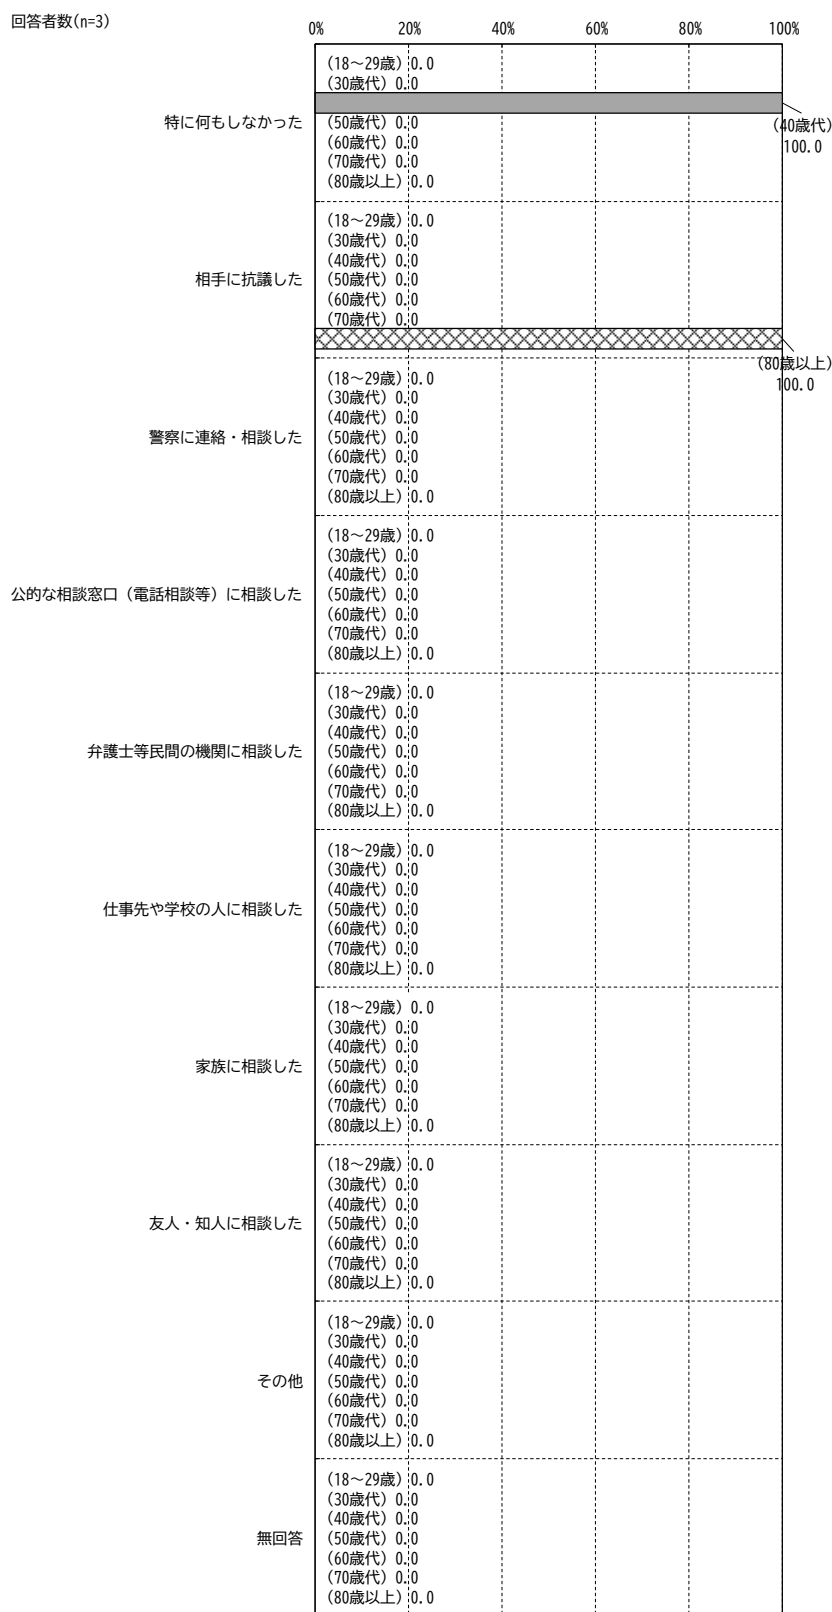 回答者数(n=3)
0% 20% 40% 60% 80% 100%
特に何もしなかった
(18～29歳) 0.0
(30歳代) 0.0
(40歳代)
100.0
(50歳代) 0.0
(60歳代) 0.0
(70歳代) 0.0
(80歳以上) 0.0
相手に抗議した
(18～29歳) 0.0
(30歳代) 0.0
(40歳代) 0.0
(50歳代) 0.0
(60歳代) 0.0
(70歳代) 0.0
(80歳以上)
100.0
警察に連絡・相談した
(18～29歳) 0.0
(30歳代) 0.0
(40歳代) 0.0
(50歳代) 0.0
(60歳代) 0.0
(70歳代) 0.0
(80歳以上) 0.0
公的な相談窓口（電話相談等）に相談した
(18～29歳) 0.0
(30歳代) 0.0
(40歳代) 0.0
(50歳代) 0.0
(60歳代) 0.0
(70歳代) 0.0
(80歳以上) 0.0
弁護士等民間の機関に相談した
(18～29歳) 0.0
(30歳代) 0.0
(40歳代) 0.0
(50歳代) 0.0
(60歳代) 0.0
(70歳代) 0.0
(80歳以上) 0.0
仕事先や学校の人に相談した
(18～29歳) 0.0
(30歳代) 0.0
(40歳代) 0.0
(50歳代) 0.0
(60歳代) 0.0
(70歳代) 0.0
(80歳以上) 0.0
家族に相談した
(18～29歳) 0.0
(30歳代) 0.0
(40歳代) 0.0
(50歳代) 0.0
(60歳代) 0.0
(70歳代) 0.0
(80歳以上) 0.0
友人・知人に相談した
(18～29歳) 0.0
(30歳代) 0.0
(40歳代) 0.0
(50歳代) 0.0
(60歳代) 0.0
(70歳代) 0.0
(80歳以上) 0.0
その他
(18～29歳) 0.0
(30歳代) 0.0
(40歳代) 0.0
(50歳代) 0.0
(60歳代) 0.0
(70歳代) 0.0
(80歳以上) 0.0
無回答
(18～29歳) 0.0
(30歳代) 0.0
(40歳代) 0.0
(50歳代) 0.0
(60歳代) 0.0
(70歳代) 0.0
(80歳以上) 0.0